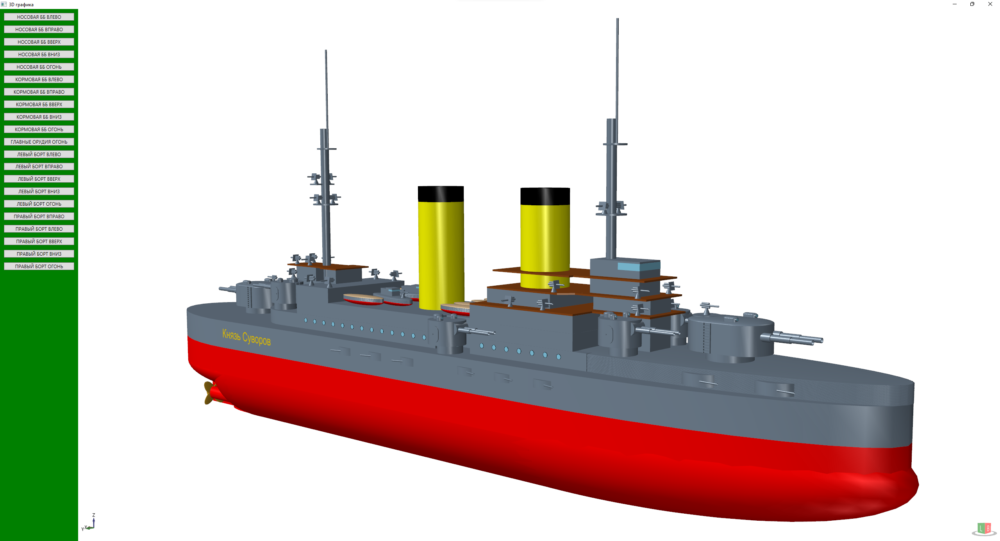 3D графика
НОСОВАЯ ББ ВЛЕВО
НОСОВАЯ ББ ВПРАВО
НОСОВАЯ ББ ВВЕРХ
НОСОВАЯ ББ ВНИЗ
НОСОВАЯ ББ ОГОНЬ
КОРМОВАЯ ББ ВЛЕВО
КОРМОВАЯ ББ ВПРАВО
КОРМОВАЯ ББ ВВЕРХ
КОРМОВАЯ ББ ВНИЗ
КОРМОВАЯ ББ ОГОНЬ
ГЛАВНЫЕ ОРУДИЯ ОГОНЬ
ЛЕВЫЙ БОРТ ВЛЕВО
ЛЕВЫЙ БОРТ ВПРАВО
ЛЕВЫЙ БОРТ ВВЕРХ
ЛЕВЫЙ БОРТ ВНИЗ
ЛЕВЫЙ БОРТ ОГОНЬ
ПРАВЫЙ БОРТ ВПРАВО
ПРАВЫЙ БОРТ ВЛЕВО
ПРАВЫЙ БОРТ ВВЕРХ
ПРАВЫЙ БОРТ ВНИЗ
ПРАВЫЙ БОРТ ОГОНЬ
Князь Суворов
Z
Y X
L B